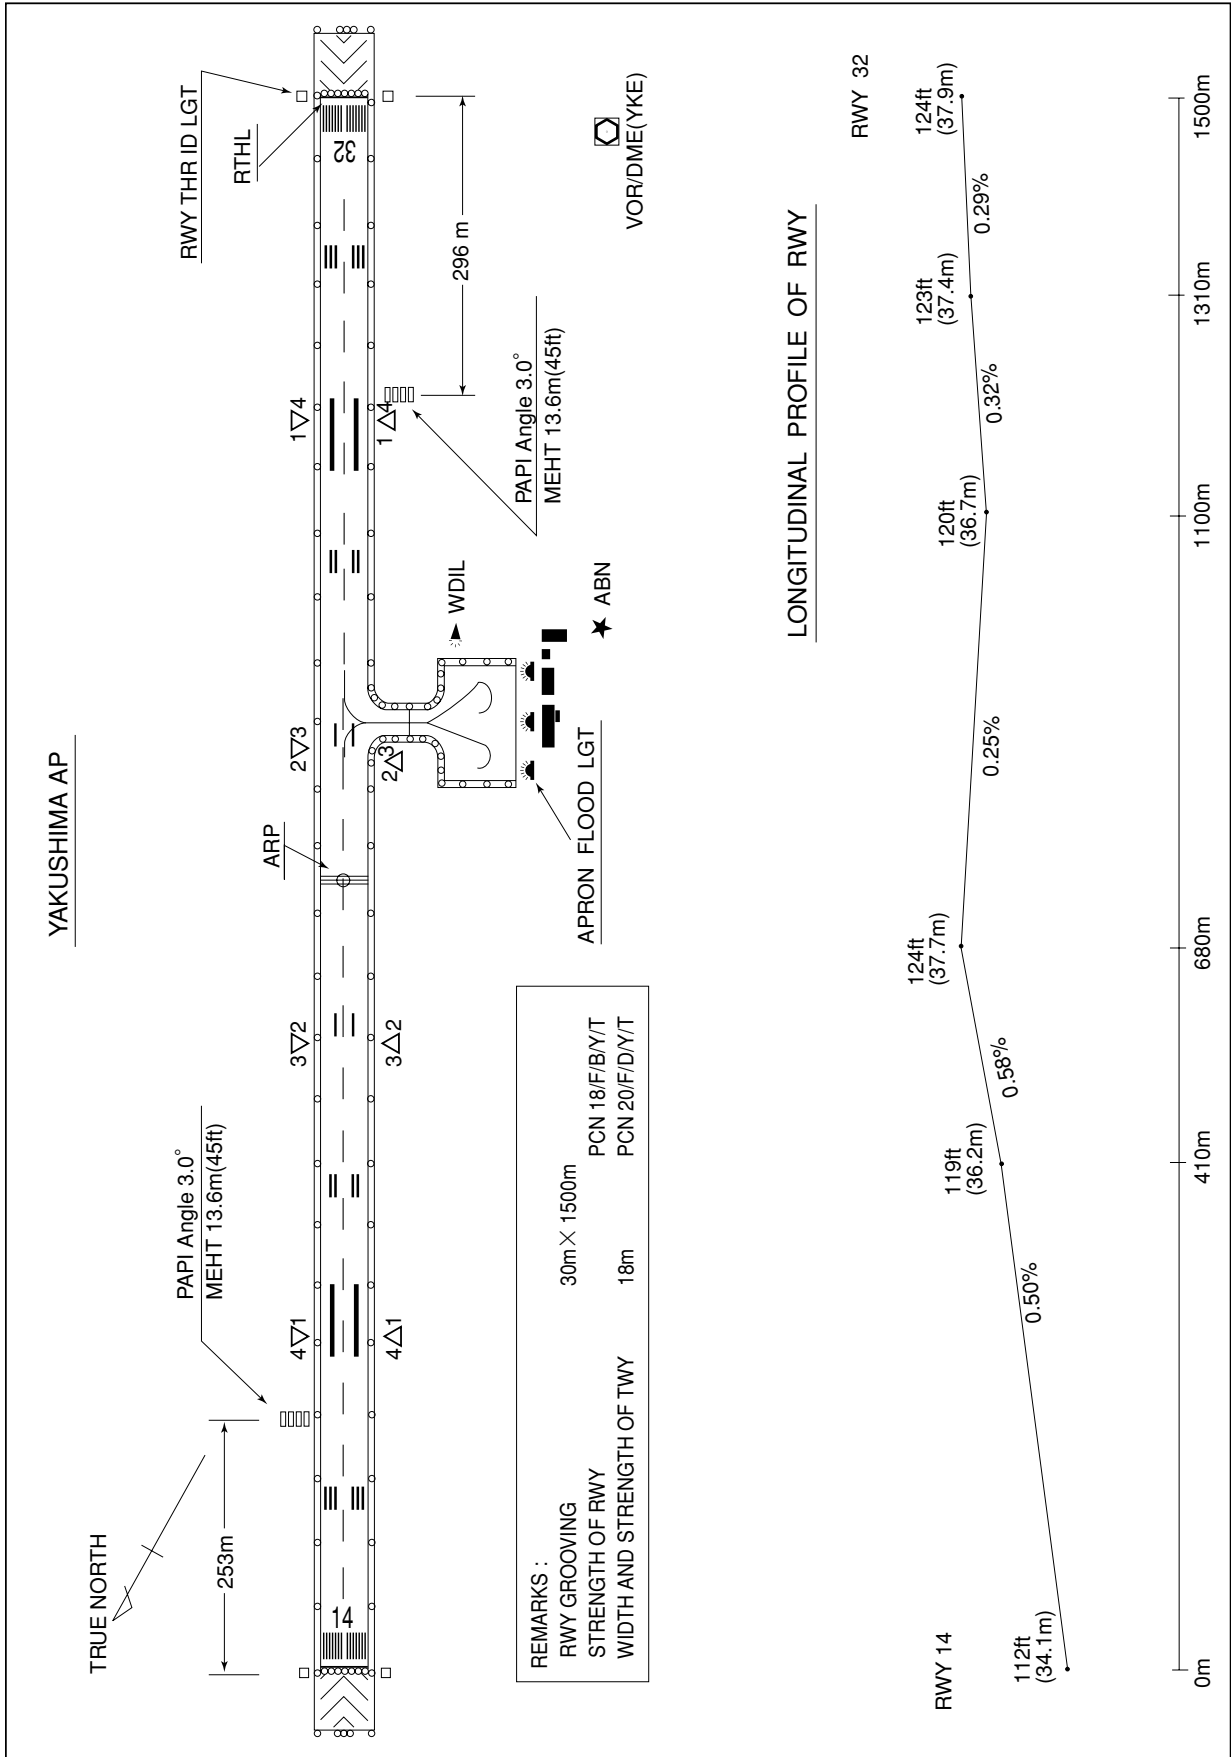 YAKUSHIMA AP
TRUE NORTH
253m
PAPI Angle 3.0°
MEHT 13.6m(45ft)
ARP
RWY THR ID LGT
RTHL
4▽1
3▽2
2▽3
1▽4
14
32
4△1
3△2
2△3
1△4
296 m
PAPI Angle 3.0°
MEHT 13.6m(45ft)
WDIL
ABN
VOR/DME(YKE)
APRON FLOOD LGT
REMARKS :
RWY GROOVING 30m×1500m
STRENGTH OF RWY PCN 18/F/B/Y/T
WIDTH AND STRENGTH OF TWY 18m PCN 20/F/D/Y/T
LONGITUDINAL PROFILE OF RWY
RWY 14
RWY 32
112ft
(34.1m)
119ft
(36.2m)
124ft
(37.7m)
120ft
(36.7m)
123ft
(37.4m)
124ft
(37.9m)
0.50%
0.58%
0.25%
0.32%
0.29%
0m
410m
680m
1100m
1310m
1500m